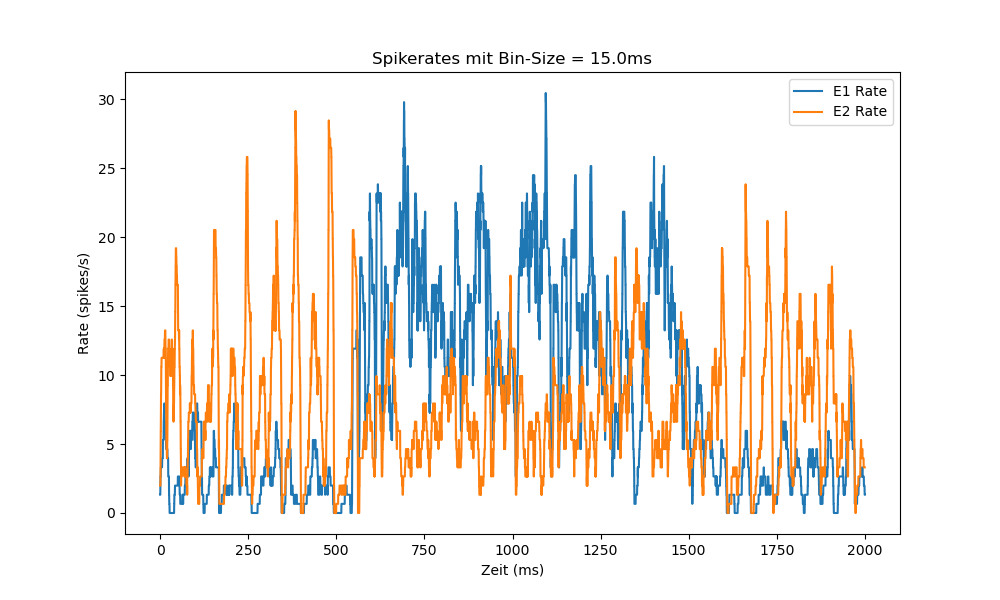 Spikerates mit Bin-Size = 15.0ms
E1 Rate
E2 Rate
Rate (spikes/s)
30
25
20
15
10
5
0
0 250 500 750 1000 1250 1500 1750 2000
Zeit (ms)